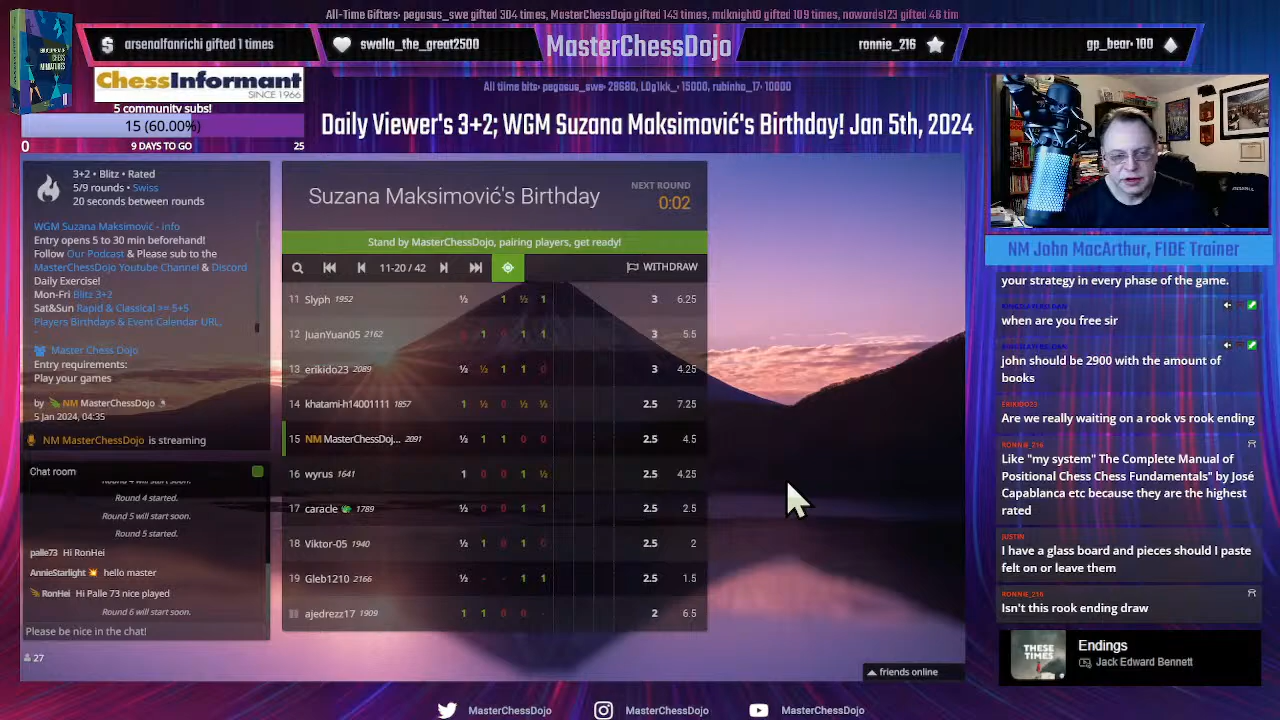 All-Time Gifters· pegasus_swe gifted 304 times, MasterChessDojo gifted 143 times, mdknight0 gifted 109 times, nowords123 gifted 46 tim
arsenalfanrichi gifted 1 times
swalla_the_great2500
MasterChessDojo
ronnie_216
gp_bear· 100
ChessInformant
SINCE 1966
All time bits· pegasus_swe· 28680, L0g1kk_· 15000, rubinho_17· 10000
5 community subs!
15 (60.00%)
0
9 DAYS TO GO
25
Daily Viewer's 3+2; WGM Suzana Maksimović's Birthday! Jan 5th, 2024
3+2 • Blitz • Rated
5/9 rounds • Swiss
20 seconds between rounds
WGM Suzana Maksimović - info
Entry opens 5 to 30 min beforehand!
Follow Our Podcast & Please sub to the
MasterChessDojo Youtube Channel & Discord
Daily Exercise!
Mon-Fri Blitz 3+2
Sat&Sun Rapid & Classical >= 5+5
Players Birthdays & Event Calendar URL,
Master Chess Dojo
Entry requirements:
Play your games
by NM MasterChessDojo
5 Jan 2024, 04:35
NM MasterChessDojo is streaming
Chat room
Round 4 will start soon.
Round 4 started.
Round 5 will start soon.
Round 5 started.
palle73 Hi RonHei
AnnieStarlight hello master
RonHei Hi Palle 73 nice played
Round 6 will start soon.
Please be nice in the chat!
27
Suzana Maksimović's Birthday
NEXT ROUND
0:02
Stand by MasterChessDojo, pairing players, get ready!
11-20 / 42
WITHDRAW
11 Slyph 1952 ½ 1 ½ 1 3 6.25
12 JuanYuan05 2162 0 1 0 1 1 3 5.5
13 erikido23 2089 ½ ½ 1 1 0 3 4.25
14 khatami-h14001111 1857 1 ½ 0 ½ ½ 2.5 7.25
15 NM MasterChessDoj... 2091 ½ 1 1 0 0 2.5 4.5
16 wyrus 1641 1 0 0 1 ½ 2.5 4.25
17 caracle 1789 ½ 0 0 1 1 2.5 2.5
18 Viktor-05 1940 ½ 1 0 1 0 2.5 2
19 Gleb1210 2166 ½ - - 1 1 2.5 1.5
ajedrezz17 1909 1 1 0 0 - 2 6.5
friends online
NM John MacArthur, FIDE Trainer
your strategy in every phase of the game.
when are you free sir
john should be 2900 with the amount of
books
ERIKIDO23
Are we really waiting on a rook vs rook ending
RONNIE_216
Like "my system" The Complete Manual of
Positional Chess Chess Fundamentals" by José
Capablanca etc because they are the highest
rated
JUSTIN
I have a glass board and pieces should I paste
felt on or leave them
RONNIE_216
Isn't this rook ending draw
THESE
TIMES
Endings
Jack Edward Bennett
MasterChessDojo
MasterChessDojo
MasterChessDojo